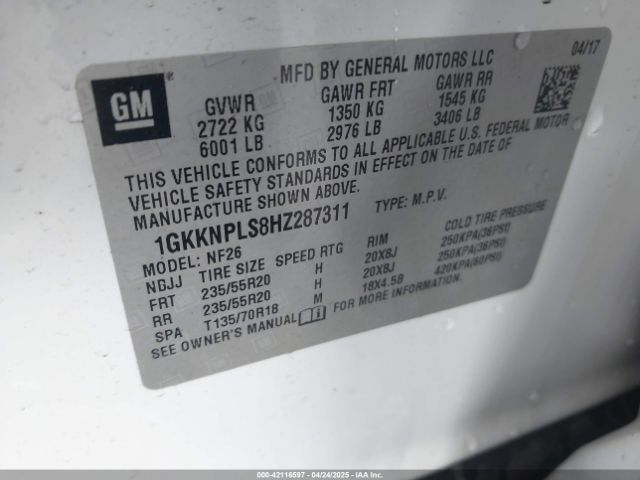 GM
MFD BY GENERAL MOTORS LLC 04/17
GVWR GAWR FRT GAWR RR
2722 KG 1350 KG 1545 KG
6001 LB 2976 LB 3406 LB
THIS VEHICLE CONFORMS TO ALL APPLICABLE U.S. FEDERAL MOTOR
VEHICLE SAFETY STANDARDS IN EFFECT ON THE DATE OF
MANUFACTURE SHOWN ABOVE.
1GKKNPLS8HZ287311 TYPE: M.P.V.
MODEL: NF26
NBJJ TIRE SIZE SPEED RTG RIM COLD TIRE PRESSURE
FRT 235/55R20 H 20X8J 250KPA(36PSI)
RR 235/55R20 H 20X8J 250KPA(36PSI)
SPA T135/70R18 M 18X4.5B 420KPA(60PSI)
SEE OWNER'S MANUAL FOR MORE INFORMATION.
000-42116597 - 04/24/2025 - IAAI.com